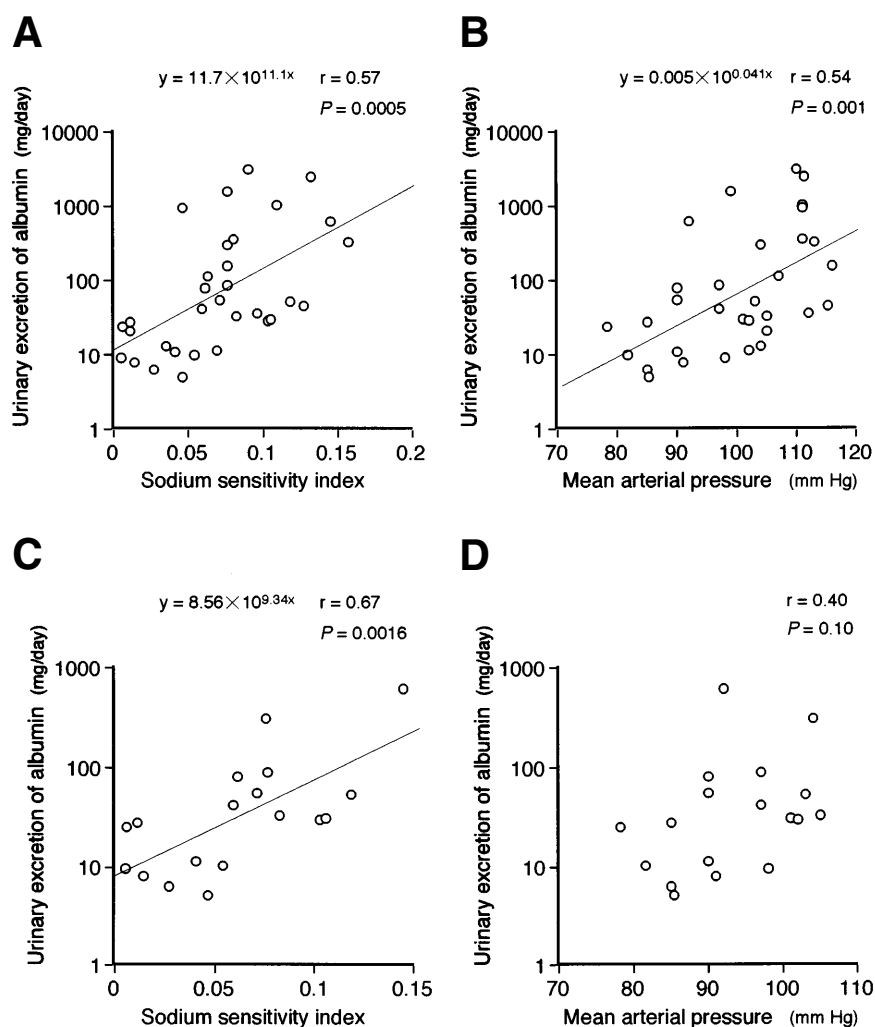 A
y = 11.7×10^11.1x r = 0.57
P = 0.0005
Urinary excretion of albumin (mg/day)
10000
1000
100
10
1
0 0.05 0.1 0.15 0.2
Sodium sensitivity index
B
y = 0.005×10^0.041x r = 0.54
P = 0.001
Urinary excretion of albumin (mg/day)
10000
1000
100
10
1
70 80 90 100 110 120
Mean arterial pressure (mm Hg)
C
y = 8.56×10^9.34x r = 0.67
P = 0.0016
Urinary excretion of albumin (mg/day)
1000
100
10
1
0 0.05 0.1 0.15
Sodium sensitivity index
D
r = 0.40
P = 0.10
Urinary excretion of albumin (mg/day)
1000
100
10
1
70 80 90 100 110
Mean arterial pressure (mm Hg)